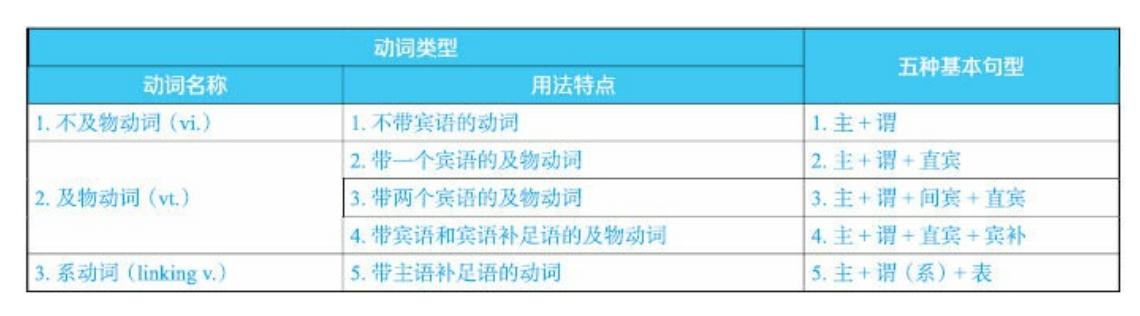 动词类型 五种基本句型
动词名称 用法特点
1. 不及物动词（vi.） 1. 不带宾语的动词 1. 主 + 谓
2. 带一个宾语的及物动词 2. 主 + 谓 + 直宾
2. 及物动词（vt.） 3. 带两个宾语的及物动词 3. 主 + 谓 + 间宾 + 直宾
4. 带宾语和宾语补足语的及物动词 4. 主 + 谓 + 直宾 + 宾补
3. 系动词（linking v.） 5. 带主语补足语的动词 5. 主 + 谓（系）+ 表